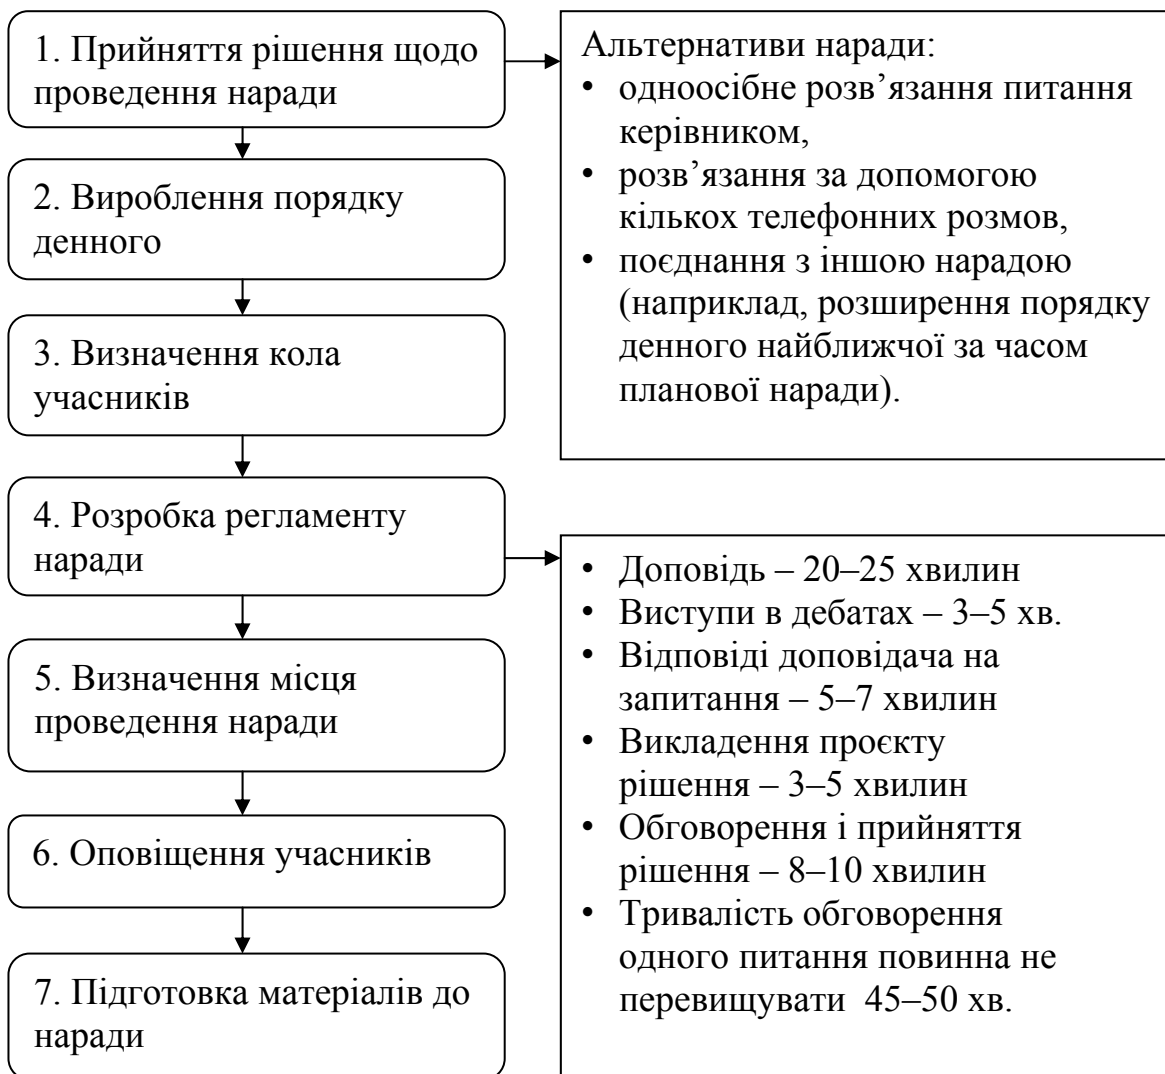 1. Прийняття рішення щодо
проведення наради
Альтернативи наради:
• одноосібне розв’язання питання
керівником,
• розв’язання за допомогою
кількох телефонних розмов,
• поєднання з іншою нарадою
(наприклад, розширення порядку
денного найближчої за часом
планової наради).
2. Вироблення порядку
денного
3. Визначення кола
учасників
4. Розробка регламенту
наради
• Доповідь – 20–25 хвилин
• Виступи в дебатах – 3–5 хв.
• Відповіді доповідача на
запитання – 5–7 хвилин
• Викладення проєкту
рішення – 3–5 хвилин
• Обговорення і прийняття
рішення – 8–10 хвилин
• Тривалість обговорення
одного питання повинна не
перевищувати 45–50 хв.
5. Визначення місця
проведення наради
6. Оповіщення учасників
7. Підготовка матеріалів до
наради